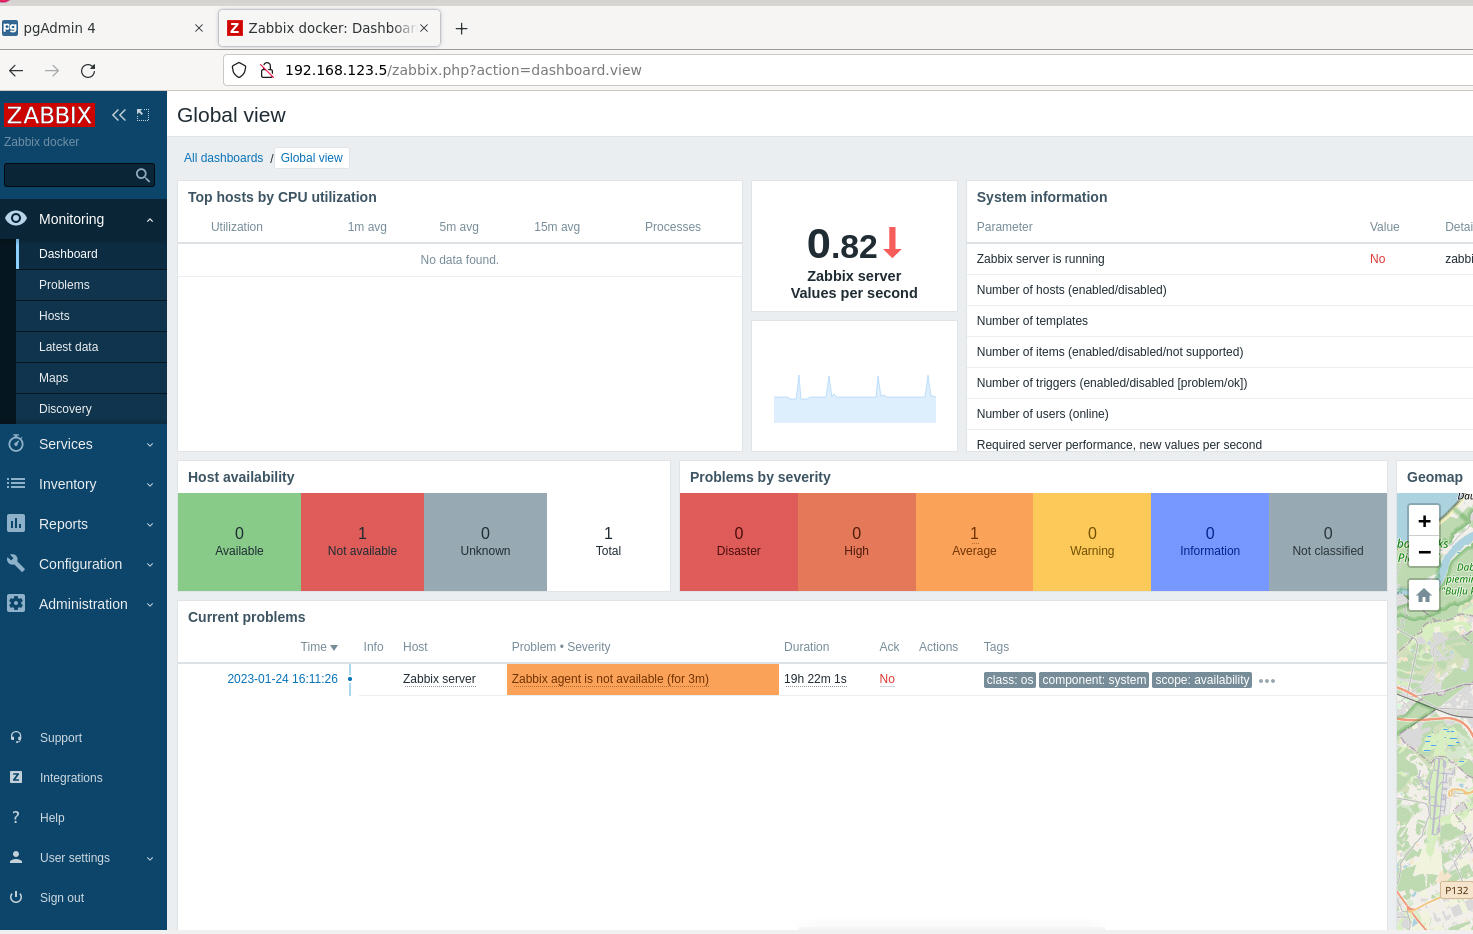 pgAdmin 4
Zabbix docker: Dashboar
192.168.123.5/zabbix.php?action=dashboard.view
ZABBIX
Zabbix docker
Monitoring
Dashboard
Problems
Hosts
Latest data
Maps
Discovery
Services
Inventory
Reports
Configuration
Administration
Support
Integrations
Help
User settings
Sign out
Global view
All dashboards / Global view
Top hosts by CPU utilization
Utilization 1m avg 5m avg 15m avg Processes
No data found.
0.82
Zabbix server
Values per second
System information
Parameter Value Detai
Zabbix server is running No zabbi
Number of hosts (enabled/disabled)
Number of templates
Number of items (enabled/disabled/not supported)
Number of triggers (enabled/disabled [problem/ok])
Number of users (online)
Required server performance, new values per second
Host availability
0 1 0 1
Available Not available Unknown Total
Problems by severity
0 0 1 0 0 0
Disaster High Average Warning Information Not classified
Geomap
+
−
P132
Current problems
Time Info Host Problem • Severity Duration Ack Actions Tags
2023-01-24 16:11:26 Zabbix server Zabbix agent is not available (for 3m) 19h 22m 1s No class: os component: system scope: availability •••